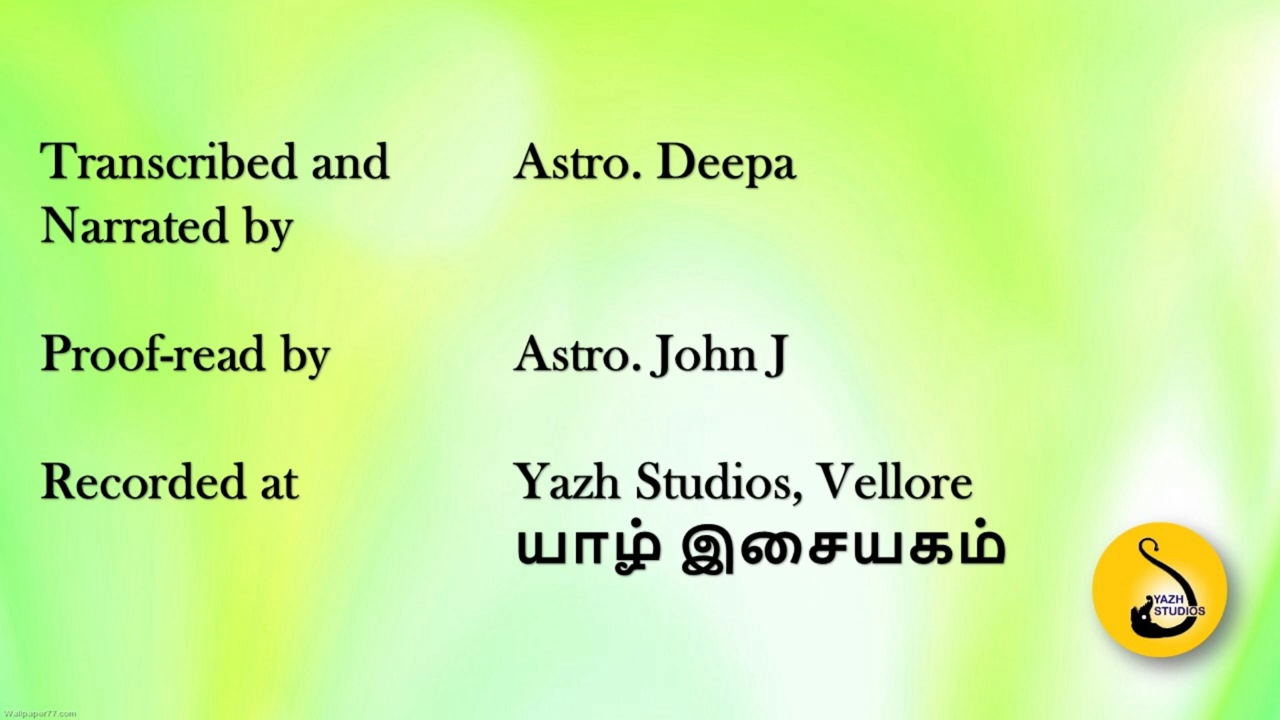 Transcribed and Astro. Deepa
Narrated by
Proof-read by Astro. John J
Recorded at Yazh Studios, Vellore
யாழ் இசையகம்
YAZH
STUDIOS
Wallpaper77.com